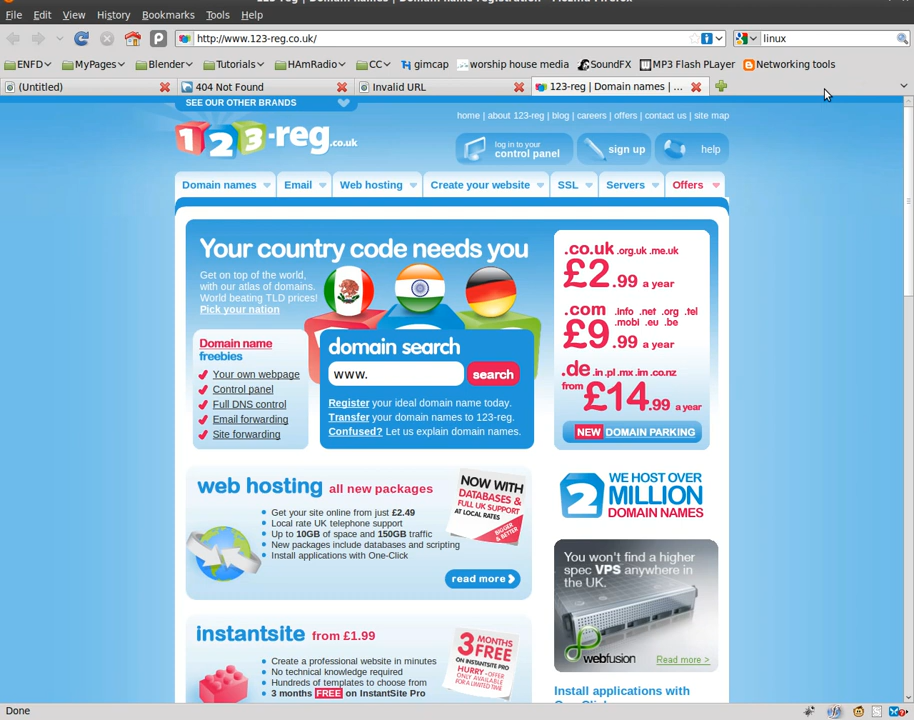 File Edit View History Bookmarks Tools Help
http://www.123-reg.co.uk/
linux
ENFD MyPages Blender Tutorials HAmRadio CC gimcap worship house media SoundFX MP3 Flash PLayer Networking tools
(Untitled) 404 Not Found Invalid URL 123-reg | Domain names | ...
SEE OUR OTHER BRANDS
home | about 123-reg | blog | careers | offers | contact us | site map
123-reg.co.uk
log in to your
control panel
sign up
help
Domain names Email Web hosting Create your website SSL Servers Offers
Your country code needs you
Get on top of the world,
with our atlas of domains.
World beating TLD prices!
Pick your nation
Domain name
freebies
Your own webpage
Control panel
Full DNS control
Email forwarding
Site forwarding
domain search
www.
search
Register your ideal domain name today.
Transfer your domain names to 123-reg.
Confused? Let us explain domain names.
.co.uk .org.uk .me.uk
£2.99 a year
.com .info .net .org .tel
.mobi .eu .be
£9.99 a year
.de .in .pl .mx .im .co.nz
from £14.99 a year
NEW DOMAIN PARKING
web hosting all new packages
Get your site online from just £2.49
Local rate UK telephone support
Up to 10GB of space and 150GB traffic
New packages include databases and scripting
Install applications with One-Click
NOW WITH
DATABASES &
FULL UK SUPPORT
AT LOCAL RATES
BIGGER &
BETTER
read more
2
WE HOST OVER
MILLION
DOMAIN NAMES
You won't find a higher
spec VPS anywhere in
the UK.
webfusion
Read more >
instantsite from £1.99
Create a professional website in minutes
No technical knowledge required
Hundreds of templates to choose from
3 months FREE on InstantSite Pro
3 MONTHS
FREE
ON INSTANTSITE PRO
HURRY - OFFER
ONLY AVAILABLE
FOR A LIMITED TIME
Install applications with
Done